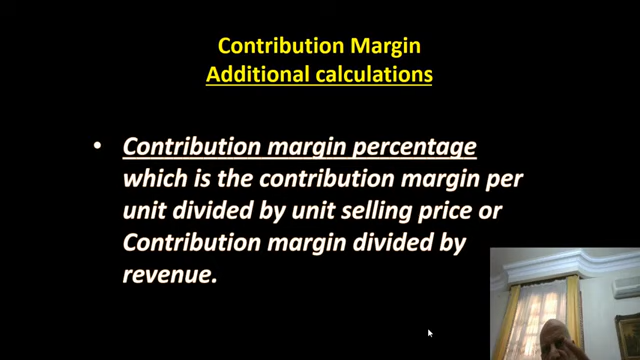 Contribution Margin
Additional calculations
• Contribution margin percentage
which is the contribution margin per
unit divided by unit selling price or
Contribution margin divided by
revenue.